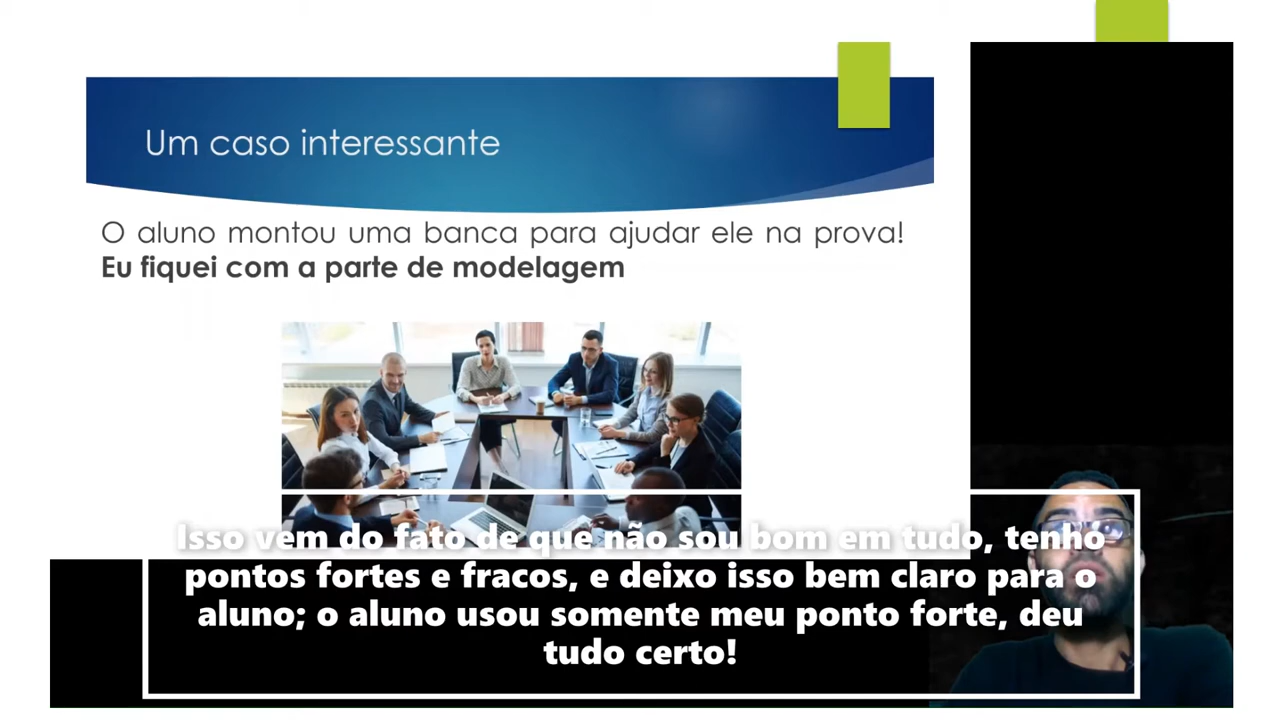 Um caso interessante
O aluno montou uma banca para ajudar ele na prova!
Eu fiquei com a parte de modelagem
Isso vem do fato de que não sou bom em tudo, tenho
pontos fortes e fracos, e deixo isso bem claro para o
aluno; o aluno usou somente meu ponto forte, deu
tudo certo!